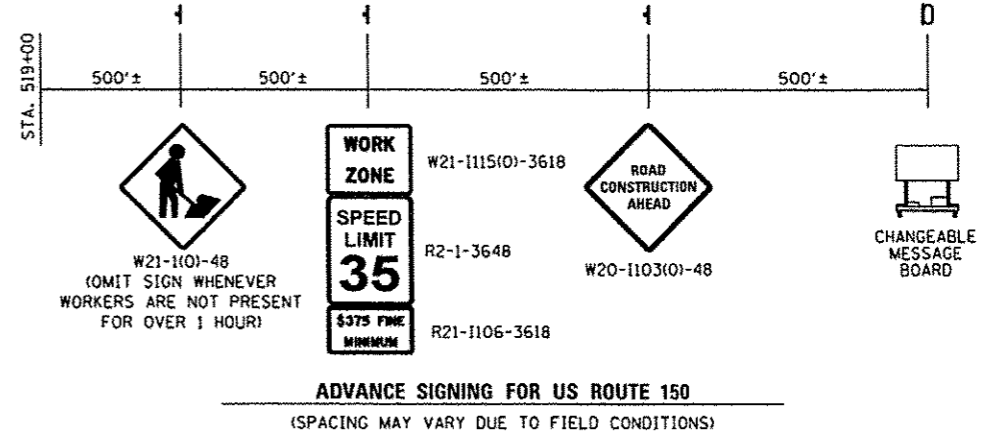 STA. 519+00
500'± 500'± 500'± 500'±
WORK
ZONE
W21-I115(O)-3618
SPEED
LIMIT
35
R2-1-3648
$375 FINE
MINIMUM
R21-I106-3618
W21-1(O)-48
(OMIT SIGN WHENEVER
WORKERS ARE NOT PRESENT
FOR OVER 1 HOUR)
ROAD
CONSTRUCTION
AHEAD
W20-I103(O)-48
CHANGEABLE
MESSAGE
BOARD
ADVANCE SIGNING FOR US ROUTE 150
(SPACING MAY VARY DUE TO FIELD CONDITIONS)